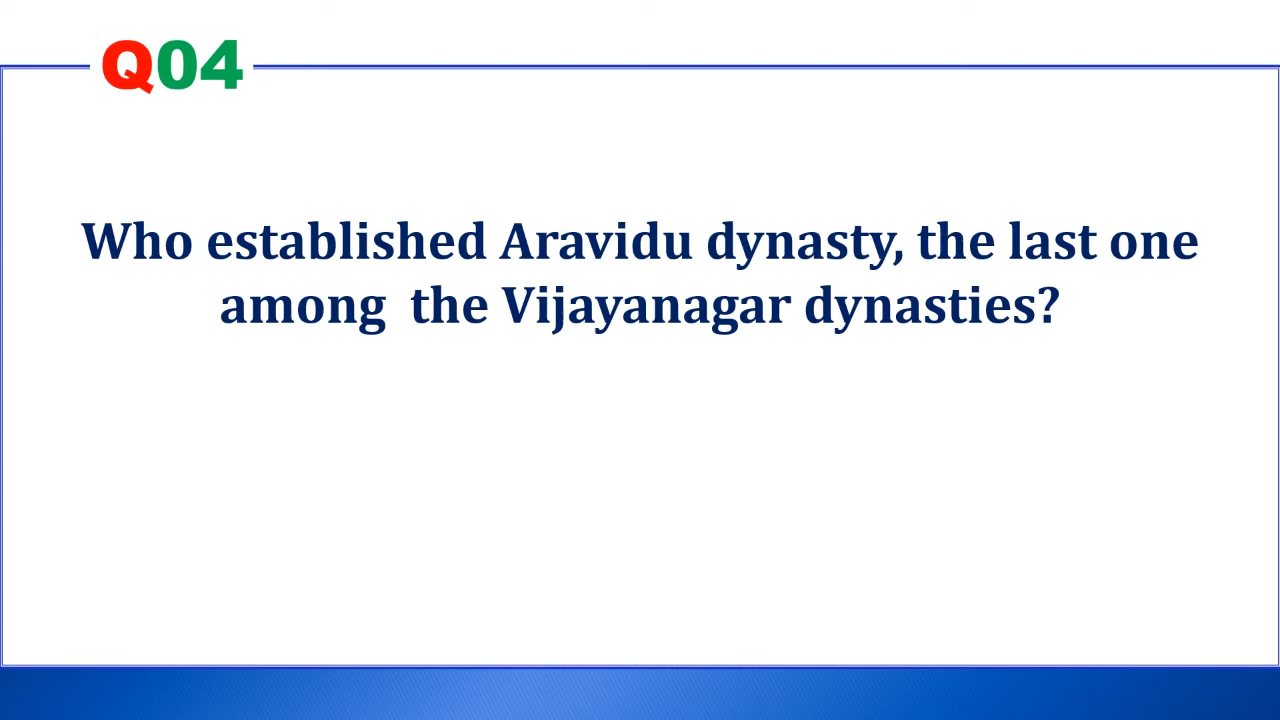 Q04
Who established Aravidu dynasty, the last one
among  the Vijayanagar dynasties?